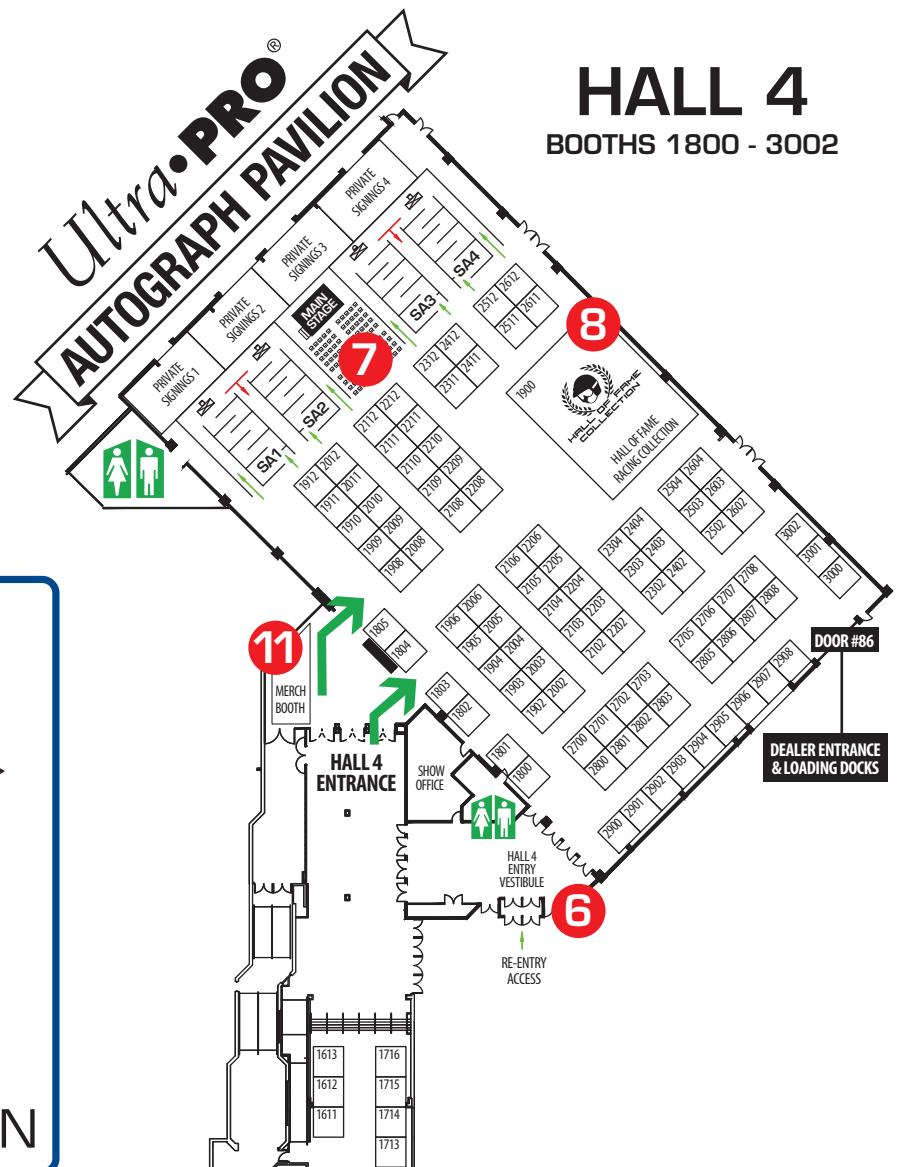 Ultra•PRO®
AUTOGRAPH PAVILION
HALL 4
BOOTHS 1800 - 3002
PRIVATE
SIGNINGS 4
PRIVATE
SIGNINGS 3
PRIVATE
SIGNINGS 2
PRIVATE
SIGNINGS 1
MAIN
STAGE
SA4
SA3
SA2
SA1
7
8
2512 2612
2511 2611
2312 2412
2311 2411
1900
HALL OF FAME
COLLECTION
HALL OF FAME
RACING COLLECTION
2112 2212
2111 2211
2110 2210
2109 2209
2108 2208
1912 2012
1911 2011
1910 2010
1909 2009
1908 2008
2504 2604
2503 2603
2502 2602
2304 2404
2303 2403
2302 2402
2106 2206
2105 2205
2104 2204
2103 2203
2102 2202
1906 2006
1905 2005
1904 2004
1903 2003
1902 2002
3002
3001
3000
2705 2706 2707 2708
2805 2806 2807 2808
2700 2701 2702 2703
2800 2801 2802 2803
2900 2901 2902 2903 2904 2905 2906 2907 2908
1805
1804
1803
1802
1801
1800
11
MERCH
BOOTH
HALL 4
ENTRANCE
SHOW
OFFICE
DOOR #86
DEALER ENTRANCE
& LOADING DOCKS
HALL 4
ENTRY
VESTIBULE
6
RE-ENTRY
ACCESS
1613
1612
1611
1716
1715
1714
1713
N